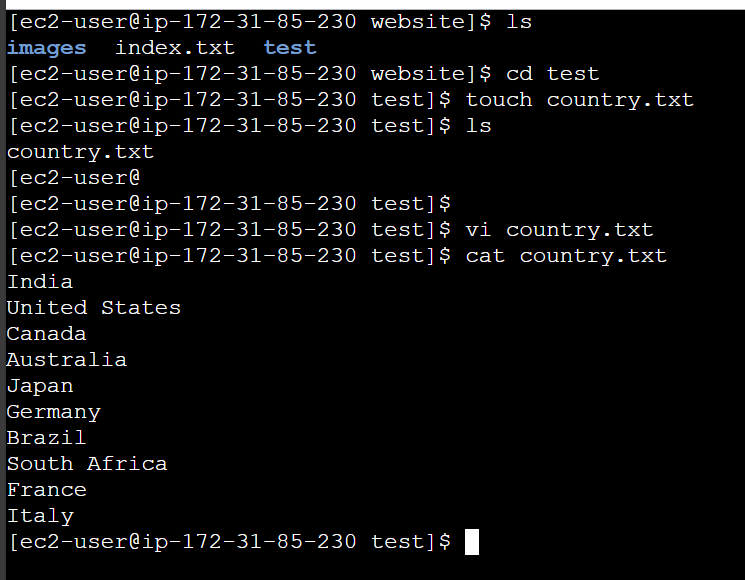 [ec2-user@ip-172-31-85-230 website]$ ls
images  index.txt  test
[ec2-user@ip-172-31-85-230 website]$ cd test
[ec2-user@ip-172-31-85-230 test]$ touch country.txt
[ec2-user@ip-172-31-85-230 test]$ ls
country.txt
[ec2-user@
[ec2-user@ip-172-31-85-230 test]$
[ec2-user@ip-172-31-85-230 test]$ vi country.txt
[ec2-user@ip-172-31-85-230 test]$ cat country.txt
India
United States
Canada
Australia
Japan
Germany
Brazil
South Africa
France
Italy
[ec2-user@ip-172-31-85-230 test]$